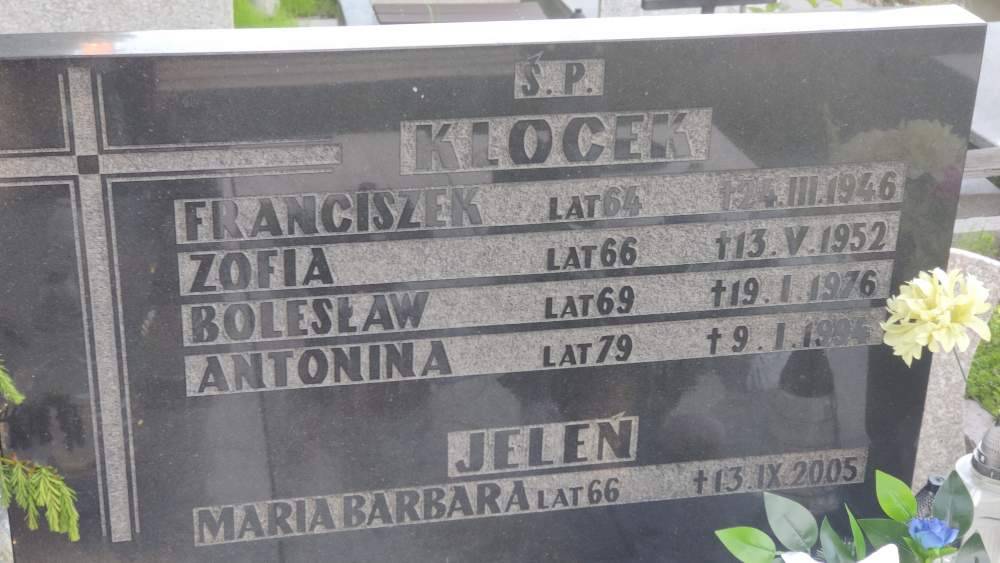 Ś. P.
KLOCEK
FRANCISZEK LAT 64 †24.III.1946
ZOFIA LAT 66 †13.V.1952
BOLESŁAW LAT 69 †19.I.1976
ANTONINA LAT 79 †9.I.
JELEŃ
MARIA BARBARA LAT 66 †13.IX.2005